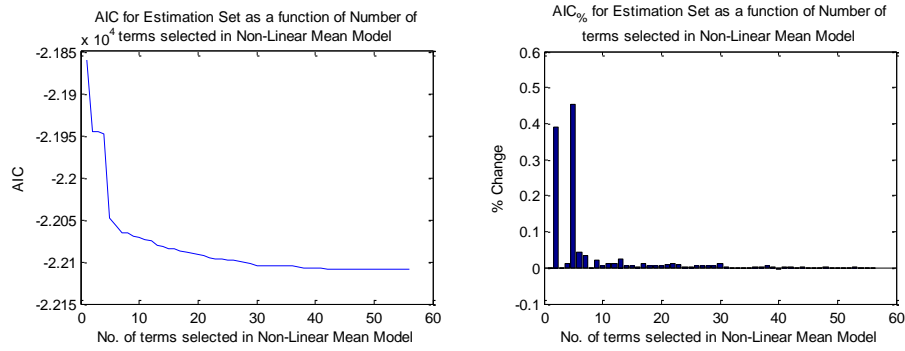 AIC for Estimation Set as a function of Number of
x 10^4 terms selected in Non-Linear Mean Model
-2.185
-2.19
-2.195
-2.2
-2.205
-2.21
-2.215
AIC
0 10 20 30 40 50 60
No. of terms selected in Non-Linear Mean Model
AIC% for Estimation Set as a function of Number of
terms selected in Non-Linear Mean Model
0.6
0.5
0.4
0.3
0.2
0.1
0
-0.1
% Change
0 10 20 30 40 50 60
No. of terms selected in Non-Linear Mean Model